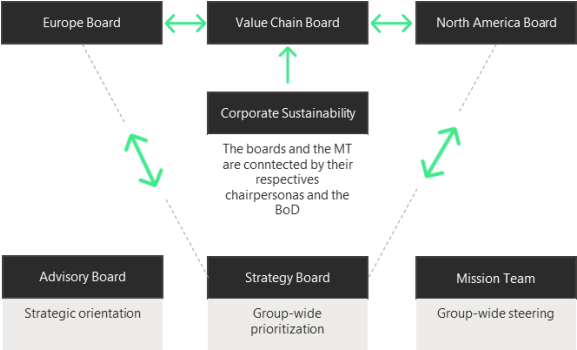 Europe Board
Value Chain Board
North America Board
Corporate Sustainability
The boards and the MT
are conntected by their
respectives
chairpersonas and the
BoD
Advisory Board
Strategy Board
Mission Team
Strategic orientation
Group-wide
prioritization
Group-wide steering